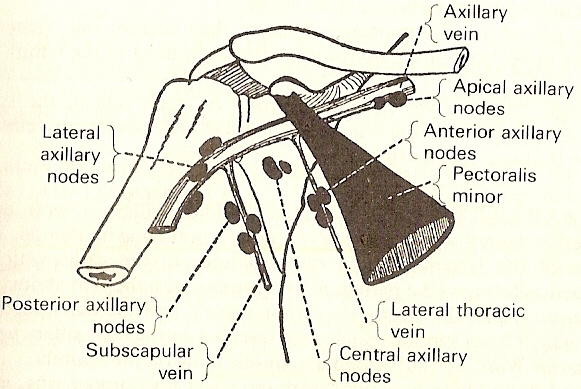 Axillary
vein
Apical axillary
nodes
Anterior axillary
nodes
Pectoralis
minor
Lateral
axillary
nodes
Posterior axillary
nodes
Subscapular
vein
Lateral thoracic
vein
Central axillary
nodes